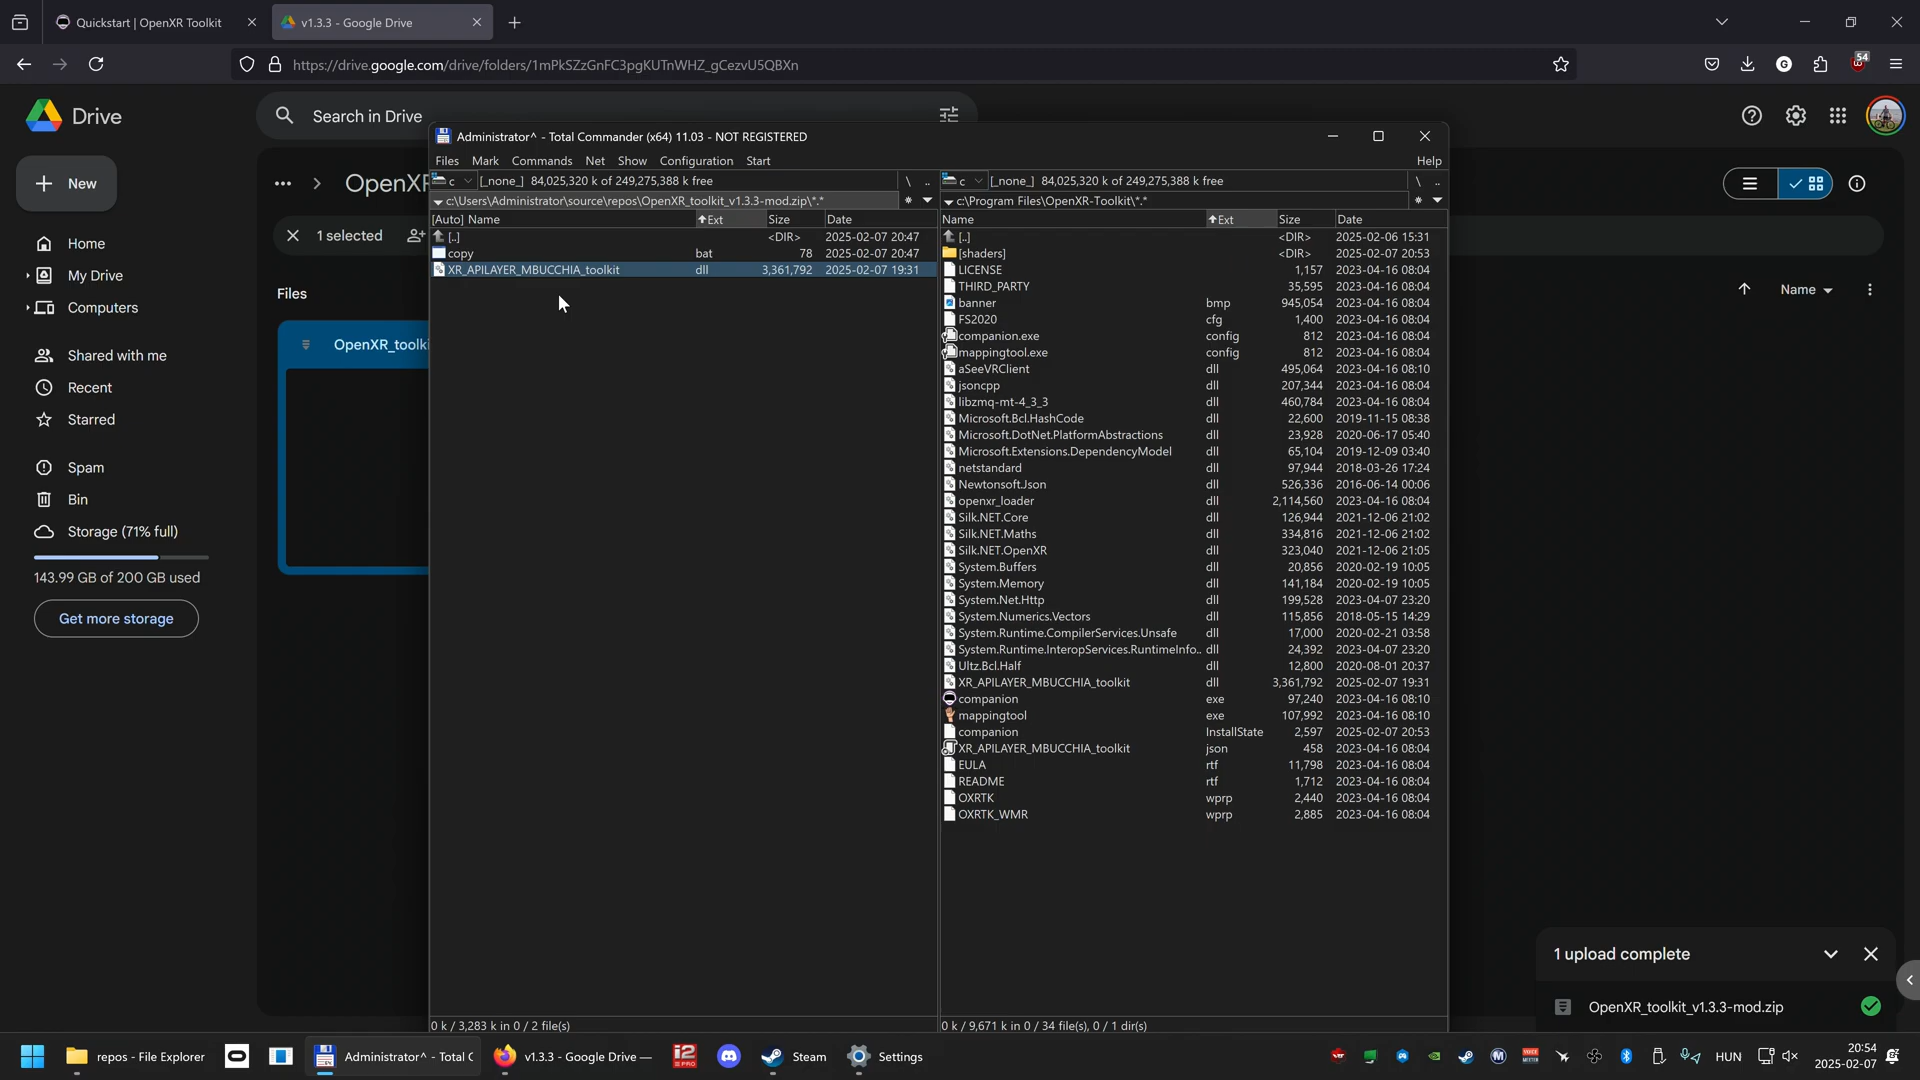 Quickstart | OpenXR Toolkit
v1.3.3 - Google Drive
https://drive.google.com/drive/folders/1mPkSZzGnFC3pgKUTnWHZ_gCezvU5QBXn
54
Drive
Search in Drive
New
Home
My Drive
Computers
Shared with me
Recent
Starred
Spam
Bin
Storage (71% full)
143.99 GB of 200 GB used
Get more storage
OpenXR
1 selected
Files
Name
OpenXR_toolki
Administrator^ - Total Commander (x64) 11.03 - NOT REGISTERED
Files Mark Commands Net Show Configuration Start Help
c [_none_] 84,025,320 k of 249,275,388 k free \ ..
c:\Users\Administrator\source\repos\OpenXR_toolkit_v1.3.3-mod.zip\*.* *
[Auto] Name Ext Size Date
[..] <DIR> 2025-02-07 20:47
copy bat 78 2025-02-07 20:47
XR_APILAYER_MBUCCHIA_toolkit dll 3,361,792 2025-02-07 19:31
0 k / 3,283 k in 0 / 2 file(s)
c [_none_] 84,025,320 k of 249,275,388 k free \ ..
c:\Program Files\OpenXR-Toolkit\*.* *
Name Ext Size Date
[..] <DIR> 2025-02-06 15:31
[shaders] <DIR> 2025-02-07 20:53
LICENSE 1,157 2023-04-16 08:04
THIRD_PARTY 35,595 2023-04-16 08:04
banner bmp 945,054 2023-04-16 08:04
FS2020 cfg 1,400 2023-04-16 08:04
companion.exe config 812 2023-04-16 08:04
mappingtool.exe config 812 2023-04-16 08:04
aSeeVRClient dll 495,064 2023-04-16 08:10
jsoncpp dll 207,344 2023-04-16 08:04
libzmq-mt-4_3_3 dll 460,784 2023-04-16 08:04
Microsoft.Bcl.HashCode dll 22,600 2019-11-15 08:38
Microsoft.DotNet.PlatformAbstractions dll 23,928 2020-06-17 05:40
Microsoft.Extensions.DependencyModel dll 65,104 2019-12-09 03:40
netstandard dll 97,944 2018-03-26 17:24
Newtonsoft.Json dll 526,336 2016-06-14 00:06
openxr_loader dll 2,114,560 2023-04-16 08:04
Silk.NET.Core dll 126,944 2021-12-06 21:02
Silk.NET.Maths dll 334,816 2021-12-06 21:02
Silk.NET.OpenXR dll 323,040 2021-12-06 21:05
System.Buffers dll 20,856 2020-02-19 10:05
System.Memory dll 141,184 2020-02-19 10:05
System.Net.Http dll 199,528 2023-04-07 23:20
System.Numerics.Vectors dll 115,856 2018-05-15 14:29
System.Runtime.CompilerServices.Unsafe dll 17,000 2020-02-21 03:58
System.Runtime.InteropServices.RuntimeInfo.. dll 24,392 2023-04-07 23:20
Ultz.Bcl.Half dll 12,800 2020-08-01 20:37
XR_APILAYER_MBUCCHIA_toolkit dll 3,361,792 2025-02-07 19:31
companion exe 97,240 2023-04-16 08:10
mappingtool exe 107,992 2023-04-16 08:10
companion InstallState 2,597 2025-02-07 20:53
XR_APILAYER_MBUCCHIA_toolkit json 458 2023-04-16 08:04
EULA rtf 11,798 2023-04-16 08:04
README rtf 1,712 2023-04-16 08:04
OXRTK wprp 2,440 2023-04-16 08:04
OXRTK_WMR wprp 2,885 2023-04-16 08:04
0 k / 9,671 k in 0 / 34 file(s), 0 / 1 dir(s)
1 upload complete
OpenXR_toolkit_v1.3.3-mod.zip
repos - File Explorer
Administrator^ - Total C
v1.3.3 - Google Drive —
Steam
Settings
HUN
20:54
2025-02-07